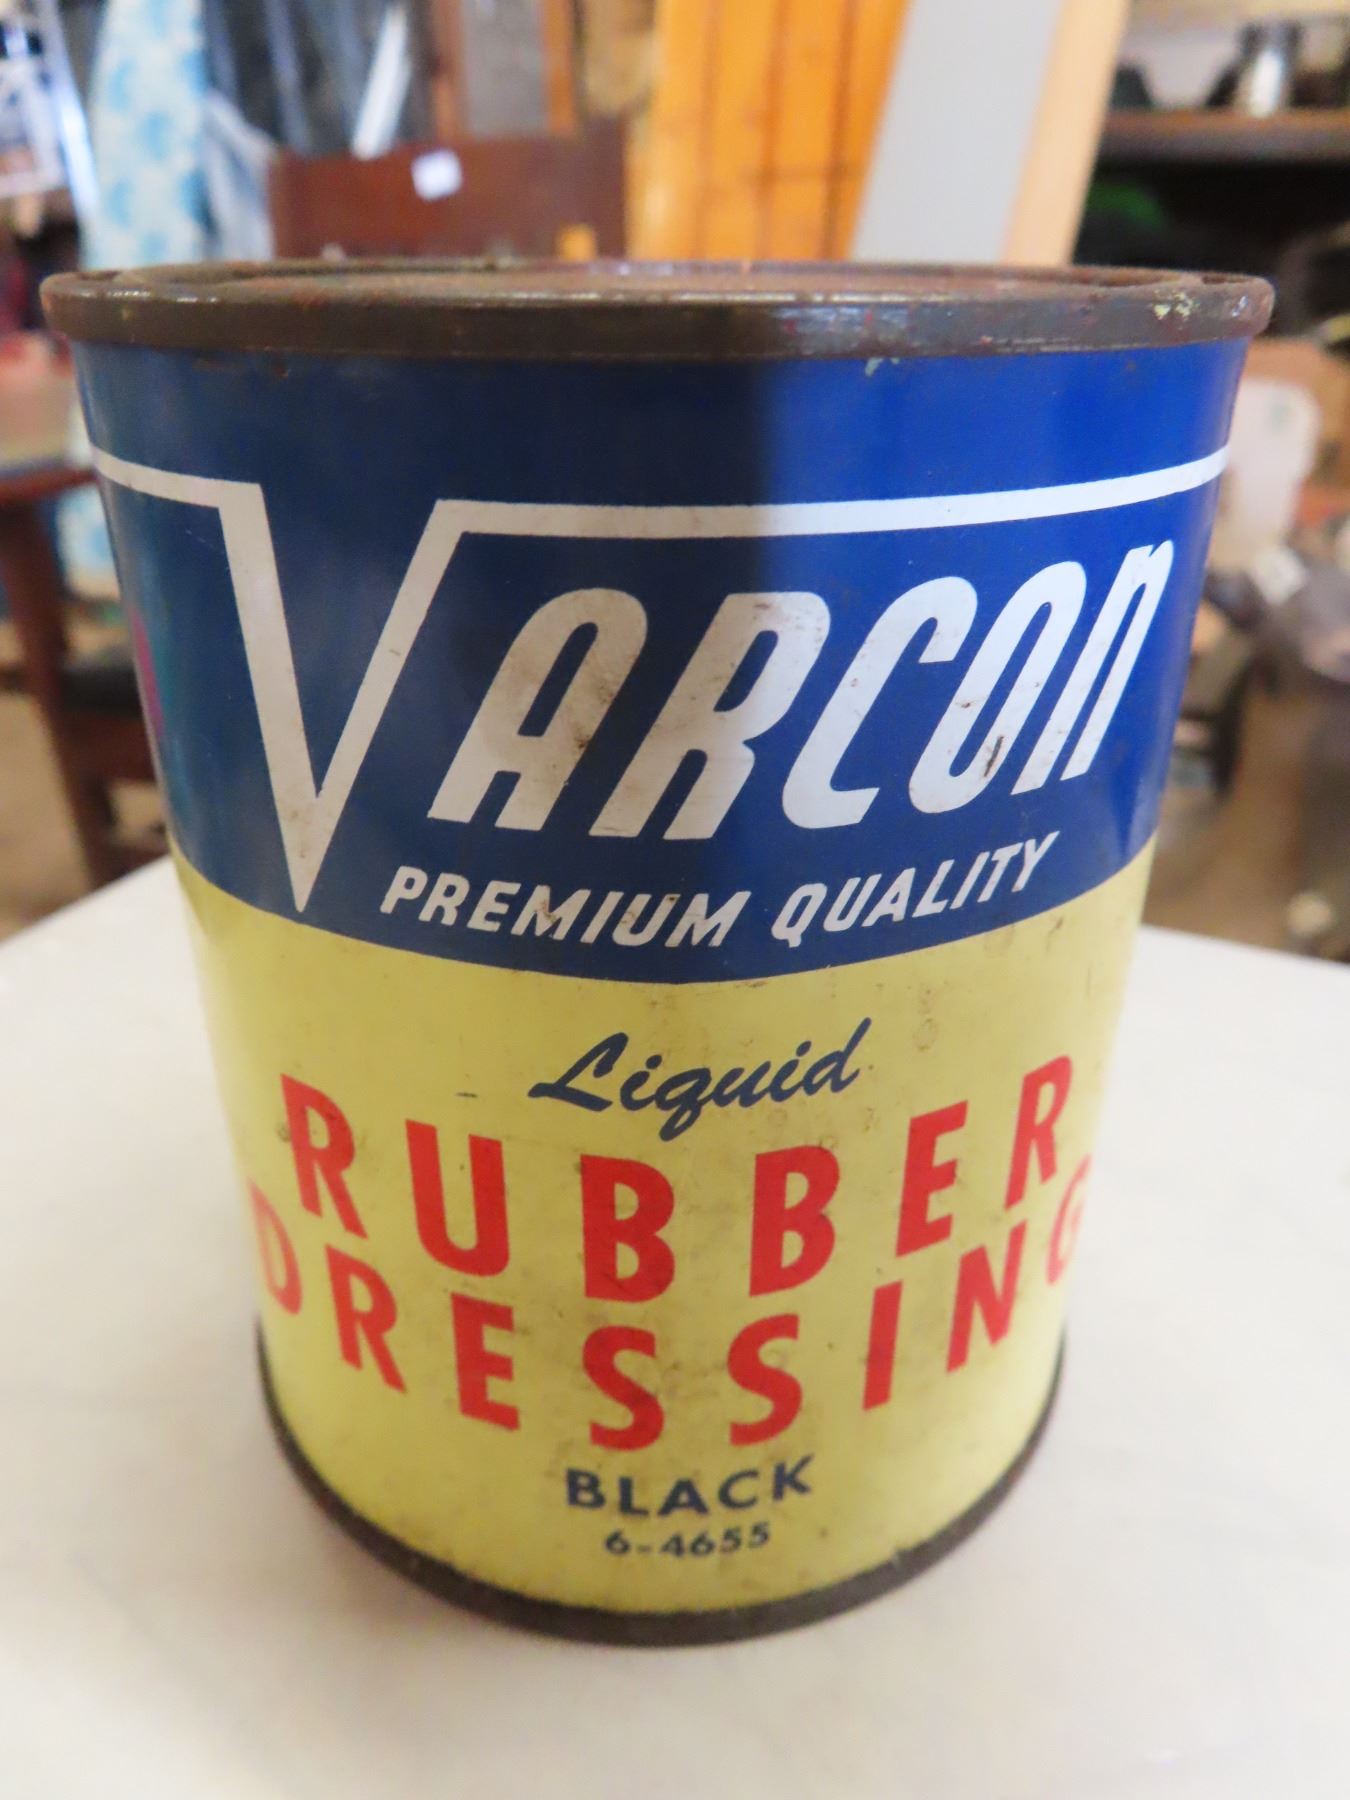 VARCON
PREMIUM QUALITY
Liquid
RUBBER
DRESSING
BLACK
6-4655